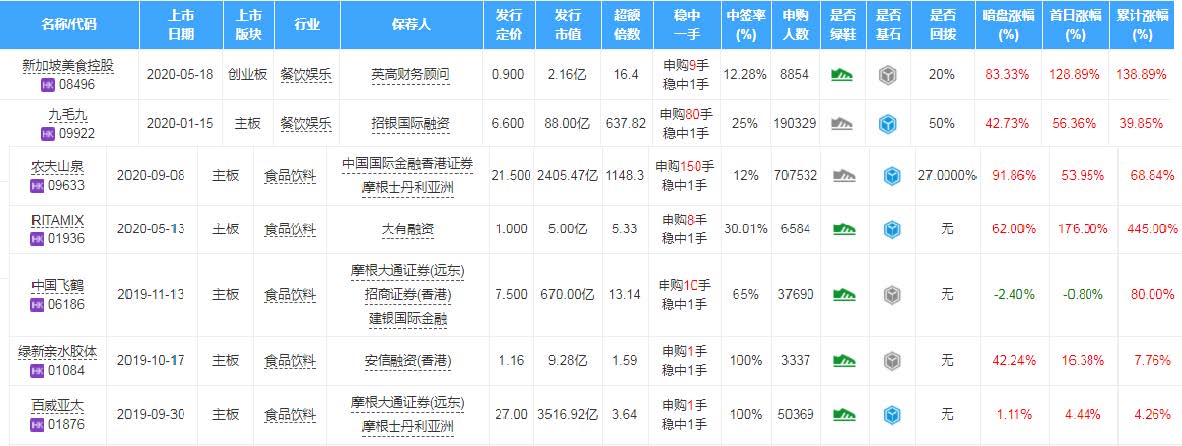 名称/代码 上市日期 上市版块 行业 保荐人 发行定价 发行市值 超额倍数 稳中一手 中签率(%) 申购人数 是否绿鞋 是否基石 是否回拨 暗盘涨幅(%) 首日涨幅(%) 累计涨幅(%)
新加坡美食控股 HK 08496 2020-05-18 创业板 餐饮娱乐 英高财务顾问 0.900 2.16亿 16.4 申购9手 稳中1手 12.28% 8854 20% 83.33% 128.89% 138.89%
九毛九 HK 09922 2020-01-15 主板 餐饮娱乐 招银国际融资 6.600 88.00亿 637.82 申购80手 稳中1手 25% 190329 50% 42.73% 56.36% 39.85%
农夫山泉 HK 09633 2020-09-08 主板 食品饮料 中国国际金融香港证券 摩根士丹利亚洲 21.500 2405.47亿 1148.3 申购150手 稳中1手 12% 707532 27.0000% 91.86% 53.95% 68.84%
RITAMIX HK 01936 2020-05-13 主板 食品饮料 大有融资 1.000 5.00亿 5.33 申购8手 稳中1手 30.01% 6584 无 62.00% 176.00% 445.00%
中国飞鹤 HK 06186 2019-11-13 主板 食品饮料 摩根大通证券(远东) 招商证券(香港) 建银国际金融 7.500 670.00亿 13.14 申购10手 稳中1手 65% 37690 无 -2.40% -0.80% 80.00%
绿新亲水胶体 HK 01084 2019-10-17 主板 食品饮料 安信融资(香港) 1.16 9.28亿 1.59 申购1手 稳中1手 100% 3337 无 42.24% 16.38% 7.76%
百威亚太 HK 01876 2019-09-30 主板 食品饮料 摩根大通证券(远东) 摩根士丹利亚洲 27.00 3516.92亿 3.64 申购1手 稳中1手 100% 50369 无 1.11% 4.44% 4.26%